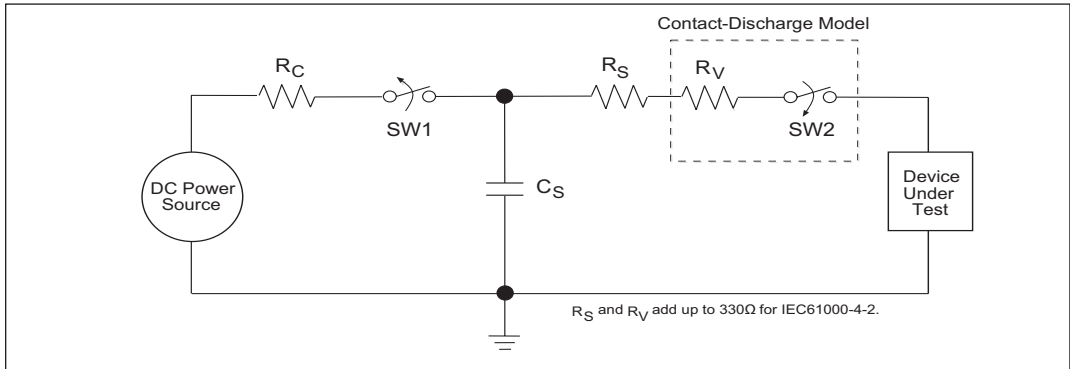 Contact-Discharge Model
RC
RS
RV
SW1
SW2
CS
DC Power
Source
Device
Under
Test
RS and RV add up to 330Ω for IEC61000-4-2.